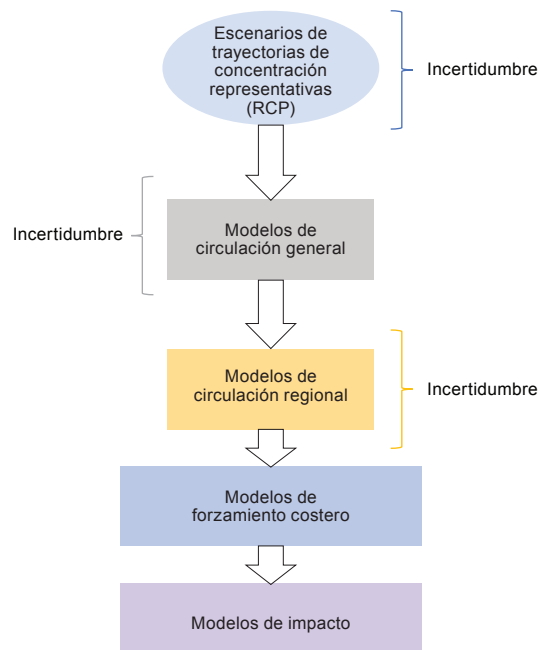 Escenarios de
trayectorias de
concentración
representativas
(RCP)
Incertidumbre
Incertidumbre
Modelos de
circulación general
Modelos de
circulación regional
Incertidumbre
Modelos de
forzamiento costero
Modelos de impacto